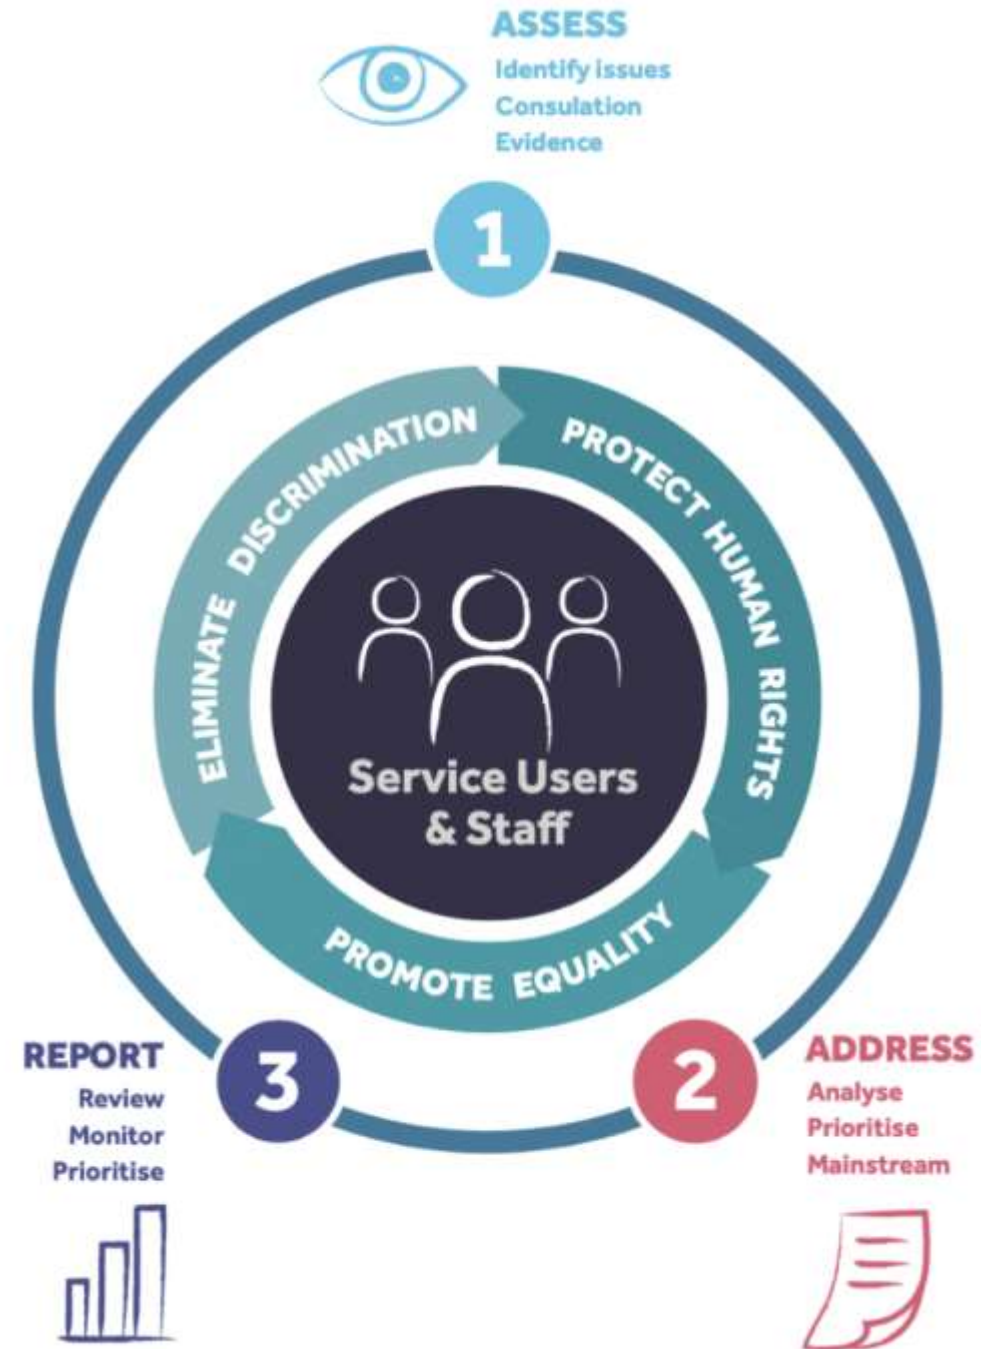 ASSESS
Identify issues
Consulation
Evidence
1
ELIMINATE DISCRIMINATION
PROTECT HUMAN RIGHTS
Service Users
& Staff
PROMOTE EQUALITY
REPORT
Review
Monitor
Prioritise
3
2
ADDRESS
Analyse
Prioritise
Mainstream